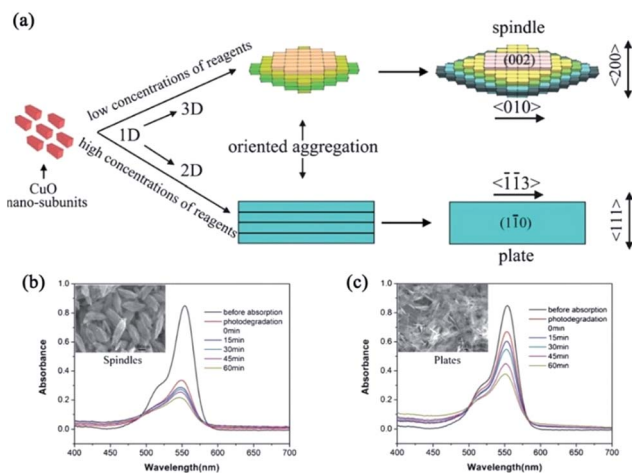 (a)
spindle
(002)
<200>
<010>
low concentrations of reagents
3D
1D
2D
high concentrations of reagents
oriented aggregation
CuO
nano-subunits
<1̅1̅3>
(11̅0)
<111>
plate
(b)
before absorption
photodegradation
0min
15min
30min
45min
60min
Spindles
Absorbance
1.0
0.8
0.6
0.4
0.2
0.0
400
450
500
550
600
650
700
Wavelength(nm)
(c)
before absorption
photodegradation
0min
15min
30min
45min
60min
Plates
Absorbance
1.0
0.8
0.6
0.4
0.2
0.0
400
450
500
550
600
650
700
Wavelength(nm)